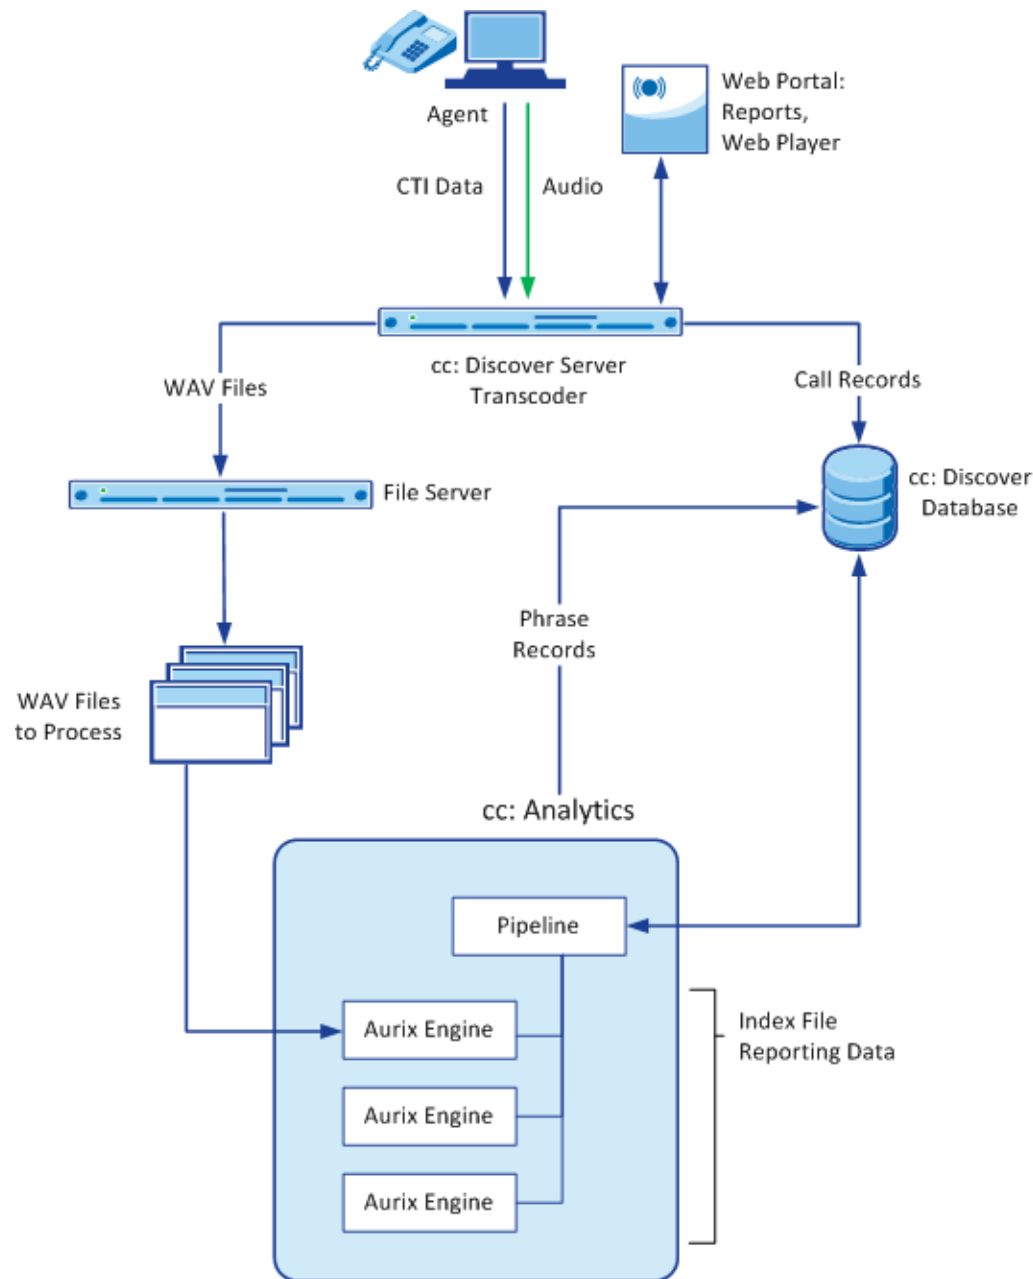 Agent
Web Portal:
Reports,
Web Player
CTI Data
Audio
cc: Discover Server
Transcoder
WAV Files
Call Records
File Server
cc: Discover
Database
Phrase
Records
WAV Files
to Process
cc: Analytics
Pipeline
Aurix Engine
Index File
Reporting Data
Aurix Engine
Aurix Engine